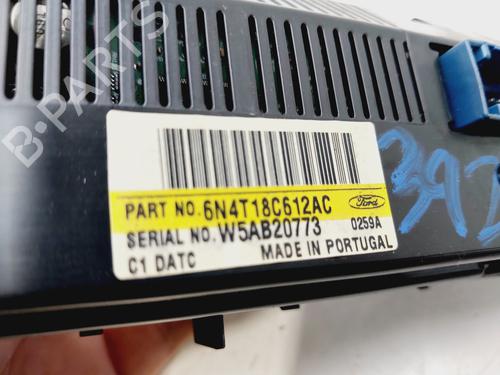 B-PARTS
PART NO. 6N4T18C612AC Ford
SERIAL NO. W5AB20773 0259A
C1 DATC MADE IN PORTUGAL